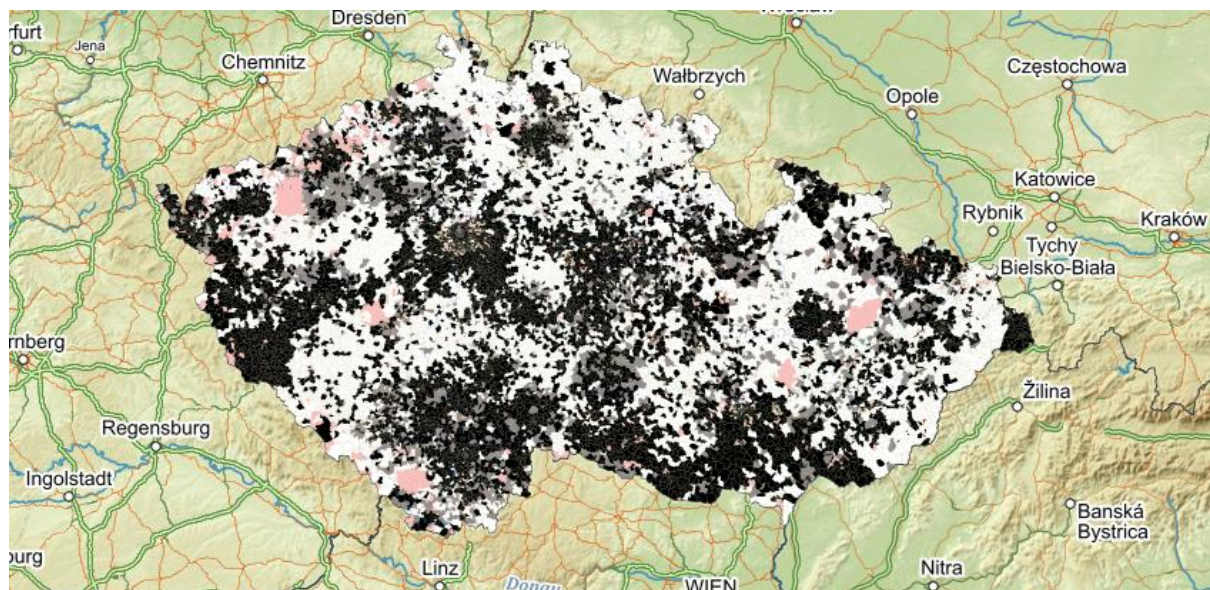 Dresden
Jena
Chemnitz
Wałbrzych
Częstochowa
Opole
Katowice
Rybnik
Kraków
Tychy
Bielsko-Biała
Žilina
Regensburg
Ingolstadt
Banská
Bystrica
Linz
Donau
WIEN
Nitra